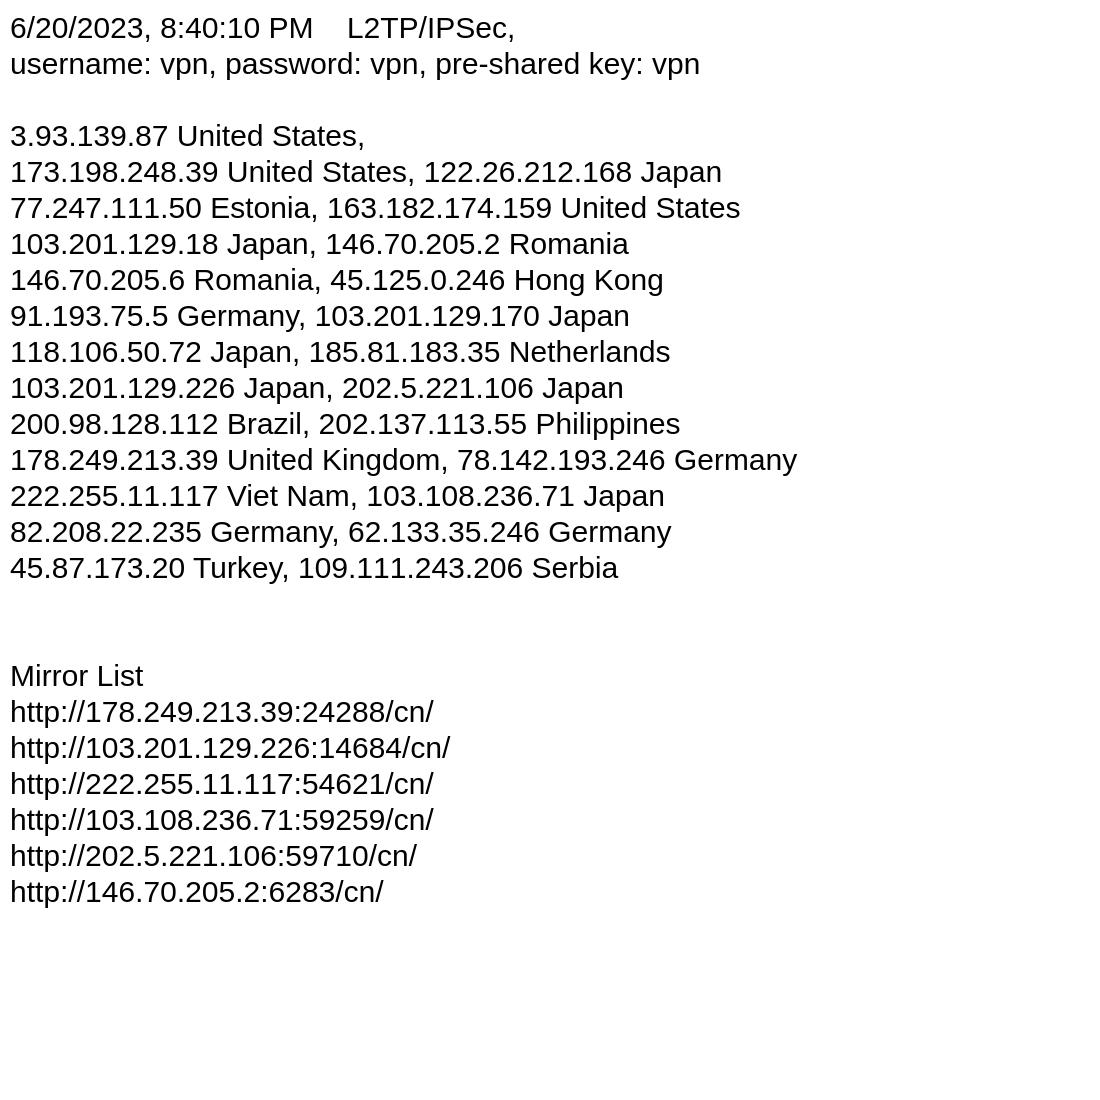 6/20/2023, 8:40:10 PM    L2TP/IPSec,
username: vpn, password: vpn, pre-shared key: vpn
3.93.139.87 United States,
173.198.248.39 United States, 122.26.212.168 Japan
77.247.111.50 Estonia, 163.182.174.159 United States
103.201.129.18 Japan, 146.70.205.2 Romania
146.70.205.6 Romania, 45.125.0.246 Hong Kong
91.193.75.5 Germany, 103.201.129.170 Japan
118.106.50.72 Japan, 185.81.183.35 Netherlands
103.201.129.226 Japan, 202.5.221.106 Japan
200.98.128.112 Brazil, 202.137.113.55 Philippines
178.249.213.39 United Kingdom, 78.142.193.246 Germany
222.255.11.117 Viet Nam, 103.108.236.71 Japan
82.208.22.235 Germany, 62.133.35.246 Germany
45.87.173.20 Turkey, 109.111.243.206 Serbia
Mirror List
http://178.249.213.39:24288/cn/
http://103.201.129.226:14684/cn/
http://222.255.11.117:54621/cn/
http://103.108.236.71:59259/cn/
http://202.5.221.106:59710/cn/
http://146.70.205.2:6283/cn/